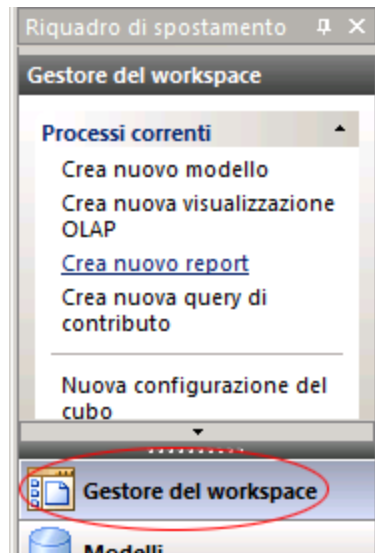 Riquadro di spostamento
Gestore del workspace
Processi correnti
Crea nuovo modello
Crea nuova visualizzazione
OLAP
Crea nuovo report
Crea nuova query di
contributo
Nuova configurazione del
cubo
Gestore del workspace
Modelli